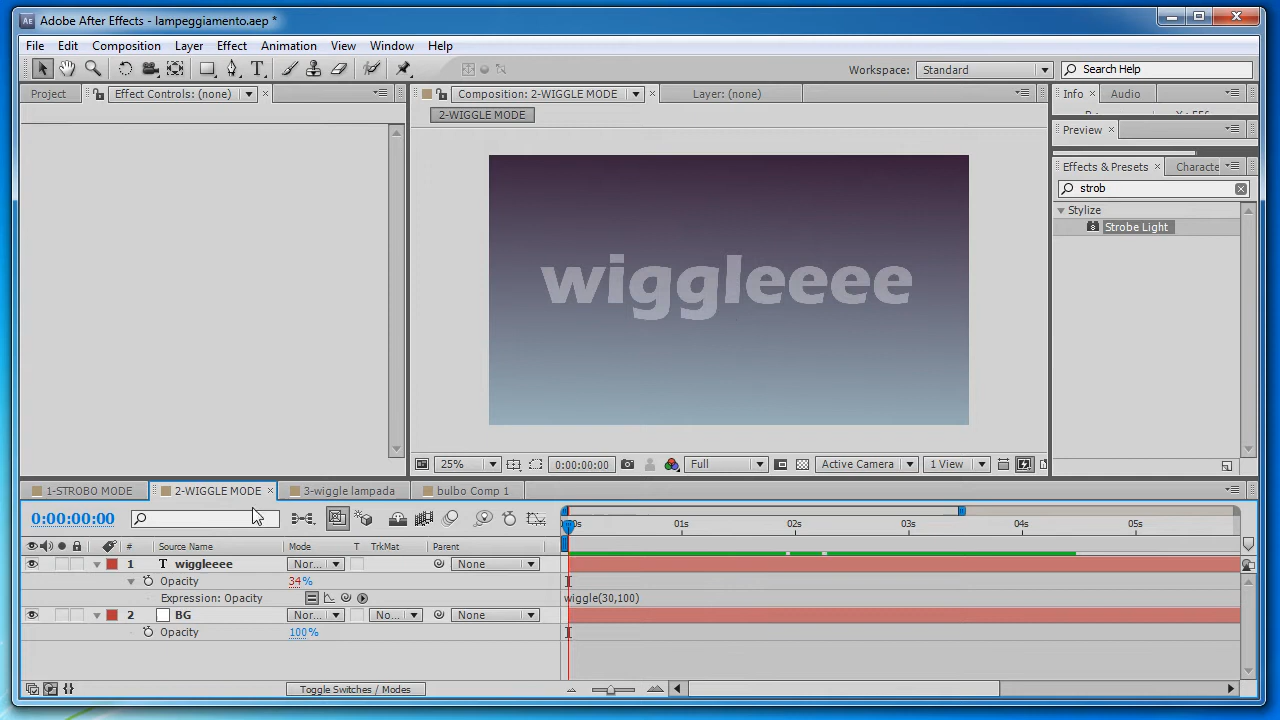 Ae Adobe After Effects - lampeggiamento.aep *
File Edit Composition Layer Effect Animation View Window Help
T Workspace: Standard Search Help
Project Effect Controls: (none) × Composition: 2-WIGGLE MODE × Layer: (none) Info × Audio
2-WIGGLE MODE
Preview ×
Effects & Presets × Characte
strob
Stylize
Strobe Light
wiggleeee
25% 0:00:00:00 Full Active Camera 1 View
1-STROBO MODE 2-WIGGLE MODE × 3-wiggle lampada bulbo Comp 1
0:00:00:00
01s 02s 03s 04s 05s
# Source Name Mode T TrkMat Parent
1 T wiggleeee Nor... None
Opacity 34%
Expression: Opacity wiggle(30,100)
2 BG Nor... No... None
Opacity 100%
Toggle Switches / Modes